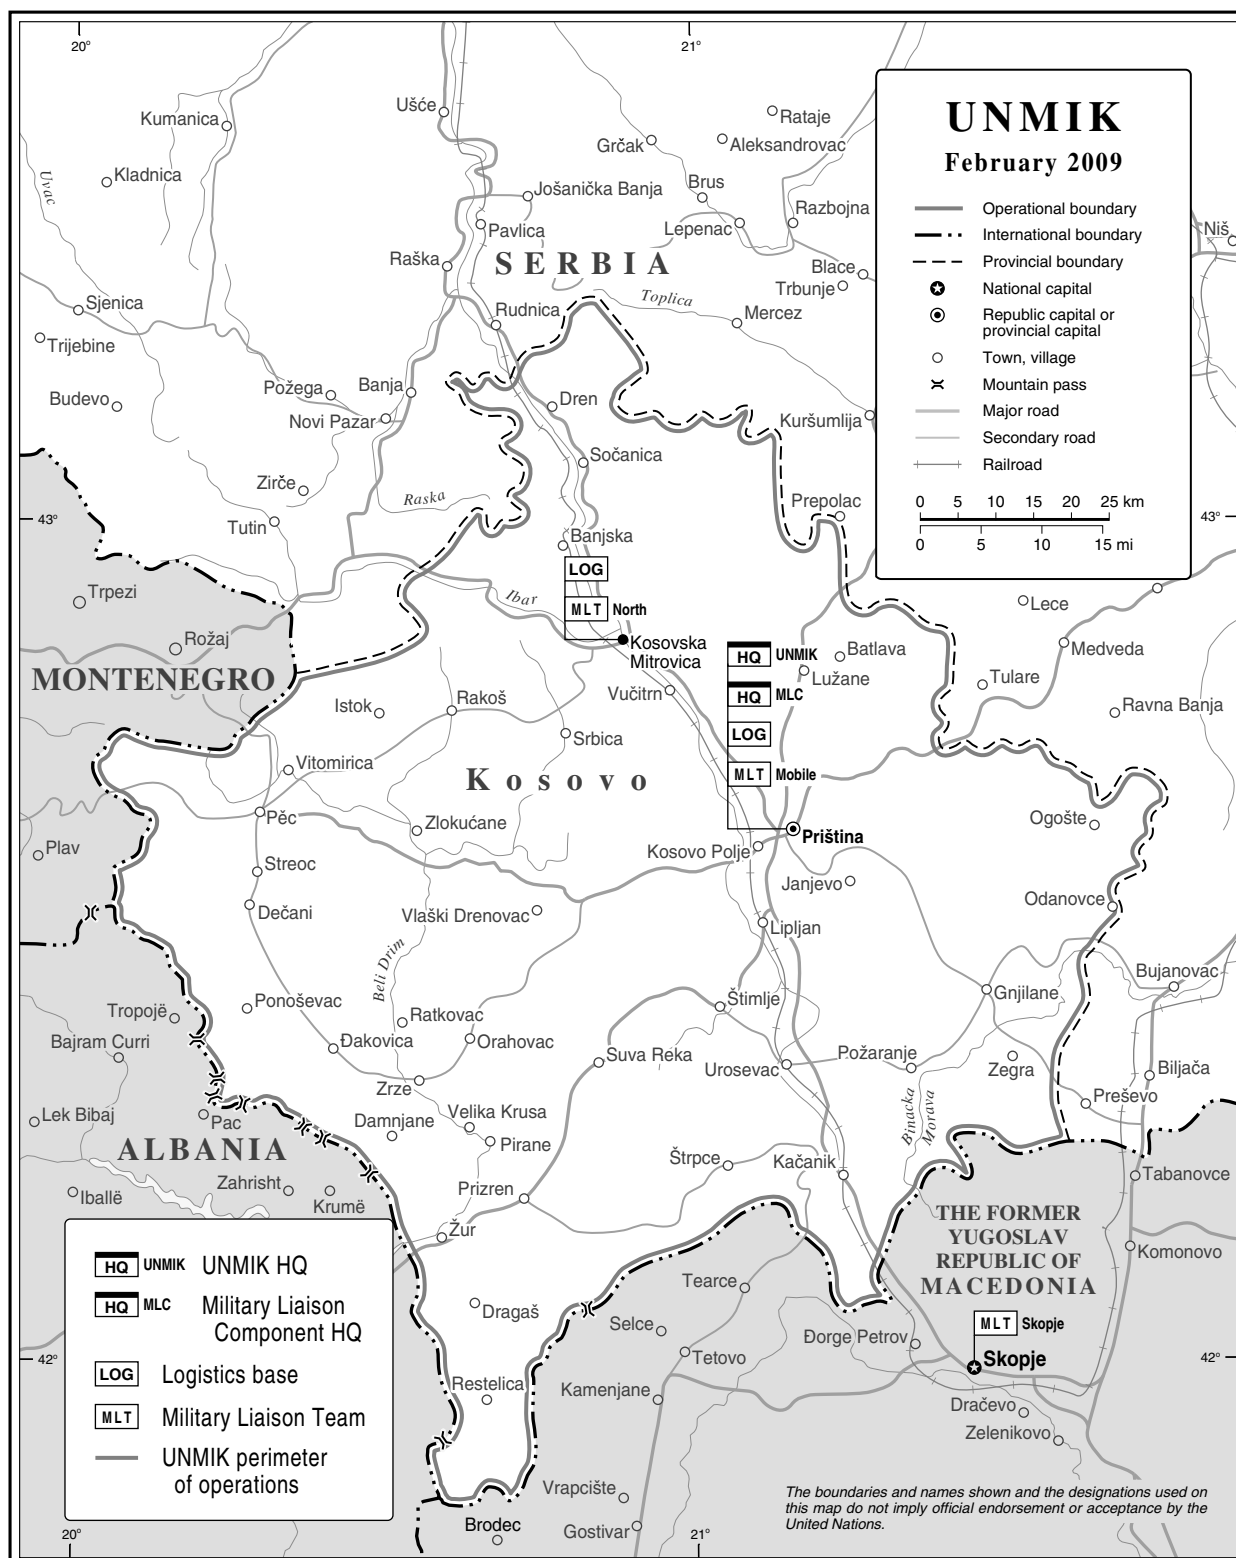 20°
21°
UNMIK
February 2009
Operational boundary
International boundary
Provincial boundary
National capital
Republic capital or
provincial capital
Town, village
Mountain pass
Major road
Secondary road
Railroad
0 5 10 15 20 25 km
0 5 10 15 mi
Ušće
Kumanica
Rataje
Grčak
Aleksandrovac
Kladnica
Uvac
Jošanička Banja
Brus
Razbojna
Pavlica
Lepenac
Niš
SERBIA
Raška
Blace
Trbunje
Sjenica
Toplica
Rudnica
Mercez
Trijebine
Požega
Banja
Budevo
Dren
Novi Pazar
Kuršumlija
Sočanica
Zirče
Raska
Prepolac
43°
43°
Tutin
Banjska
LOG
Trpezi
Ibar
MLT North
Lece
Rožaj
Kosovska
Mitrovica
HQ UNMIK
Batlava
Medveda
MONTENEGRO
Lužane
Vučitrn
HQ MLC
Tulare
Istok
Rakoš
Ravna Banja
Srbica
LOG
Vitomirica
Kosovo
MLT Mobile
Pěc
Zlokućane
Ogošte
Priština
Plav
Kosovo Polje
Streoc
Janjevo
Dečani
Vlaški Drenovac
Odanovce
Lipljan
Beli Drim
Bujanovac
Ponoševac
Štimlje
Gnjilane
Tropojë
Ratkovac
Bajram Curri
Đakovica
Orahovac
Suva Reka
Požaranje
Urosevac
Zegra
Biljača
Zrze
Lek Bibaj
Pac
Damnjane
Velika Krusa
Binacka
Morava
Preševo
ALBANIA
Pirane
Štrpce
Kačanik
Tabanovce
Iballë
Zahrisht
Krumë
Prizren
THE FORMER
YUGOSLAV
REPUBLIC OF
MACEDONIA
Žur
Komonovo
HQ UNMIK UNMIK HQ
HQ MLC Military Liaison
Component HQ
LOG Logistics base
MLT Military Liaison Team
UNMIK perimeter
of operations
Tearce
Dragaš
Selce
Đorge Petrov
MLT Skopje
Skopje
42°
42°
Tetovo
Restelica
Kamenjane
Dračevo
Zelenikovo
Vrapcište
Brodec
Gostivar
The boundaries and names shown and the designations used on
this map do not imply official endorsement or acceptance by the
United Nations.
20°
21°